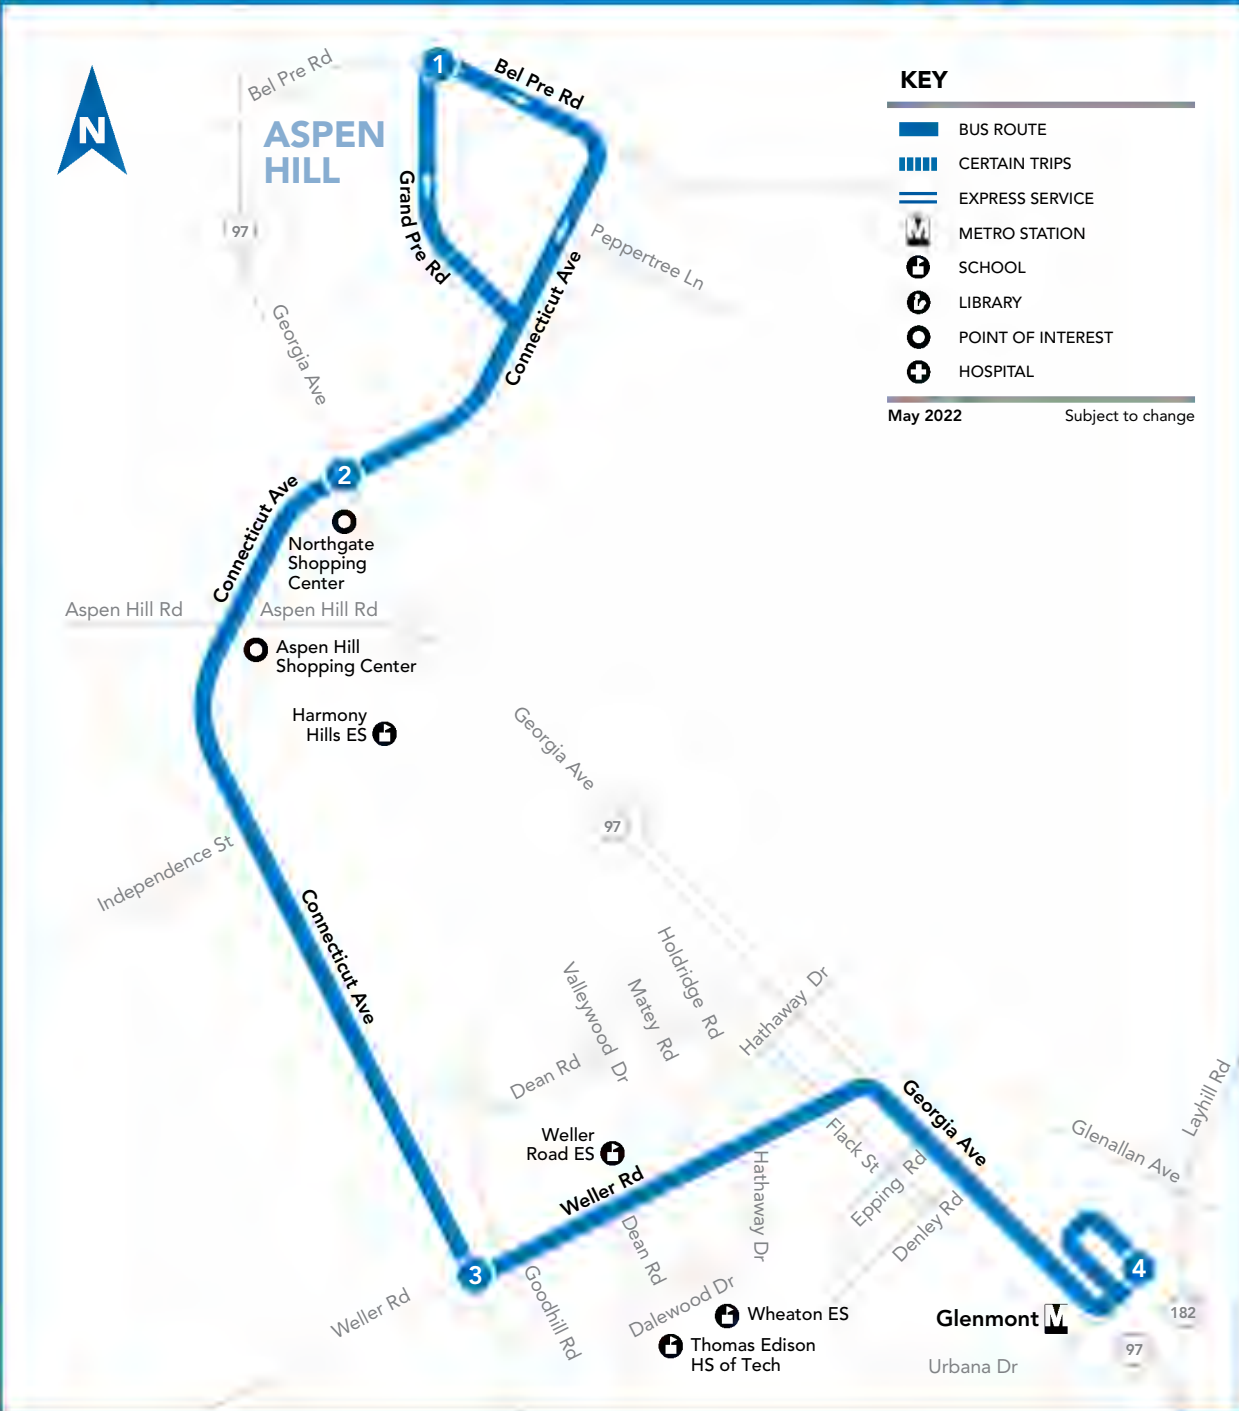 1
Bel Pre Rd
Bel Pre Rd
N
ASPEN
HILL
Grand Pre Rd
97
Peppertree Ln
Connecticut Ave
Georgia Ave
KEY
BUS ROUTE
CERTAIN TRIPS
EXPRESS SERVICE
M METRO STATION
SCHOOL
LIBRARY
POINT OF INTEREST
HOSPITAL
May 2022 Subject to change
2
Connecticut Ave
Northgate
Shopping
Center
Aspen Hill Rd
Aspen Hill Rd
Aspen Hill
Shopping Center
Harmony
Hills ES
Georgia Ave
97
Independence St
Connecticut Ave
Holdridge Rd
Valleywood Dr
Matey Rd
Hathaway Dr
Dean Rd
Georgia Ave
Layhill Rd
Glenallan Ave
Weller
Road ES
Flack St
Weller Rd
Hathaway Dr
Epping Rd
Denley Rd
Dean Rd
3
4
Goodhill Rd
Weller Rd
Dalewood Dr
Wheaton ES
Glenmont M
182
Thomas Edison
HS of Tech
97
Urbana Dr